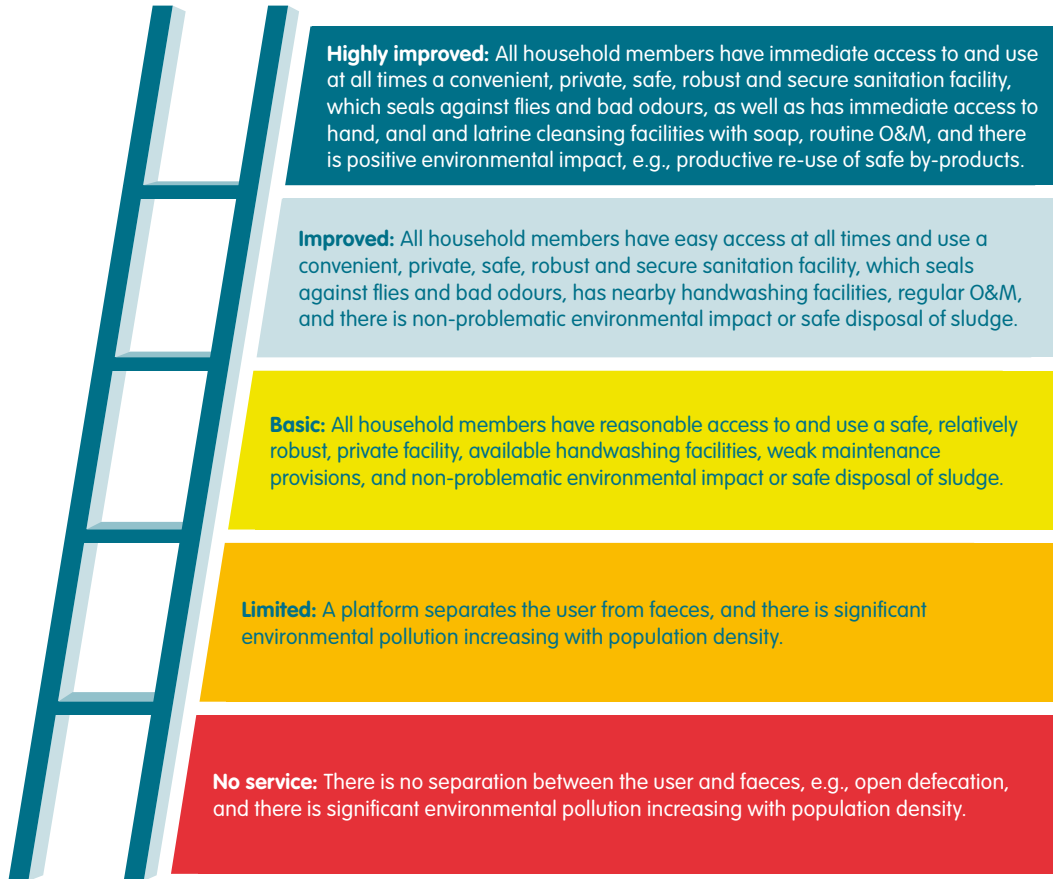 Highly improved: All household members have immediate access to and use
at all times a convenient, private, safe, robust and secure sanitation facility,
which seals against flies and bad odours, as well as has immediate access to
hand, anal and latrine cleansing facilities with soap, routine O&M, and there
is positive environmental impact, e.g., productive re-use of safe by-products.
Improved: All household members have easy access at all times and use a
convenient, private, safe, robust and secure sanitation facility, which seals
against flies and bad odours, has nearby handwashing facilities, regular O&M,
and there is non-problematic environmental impact or safe disposal of sludge.
Basic: All household members have reasonable access to and use a safe, relatively
robust, private facility, available handwashing facilities, weak maintenance
provisions, and non-problematic environmental impact or safe disposal of sludge.
Limited: A platform separates the user from faeces, and there is significant
environmental pollution increasing with population density.
No service: There is no separation between the user and faeces, e.g., open defecation,
and there is significant environmental pollution increasing with population density.